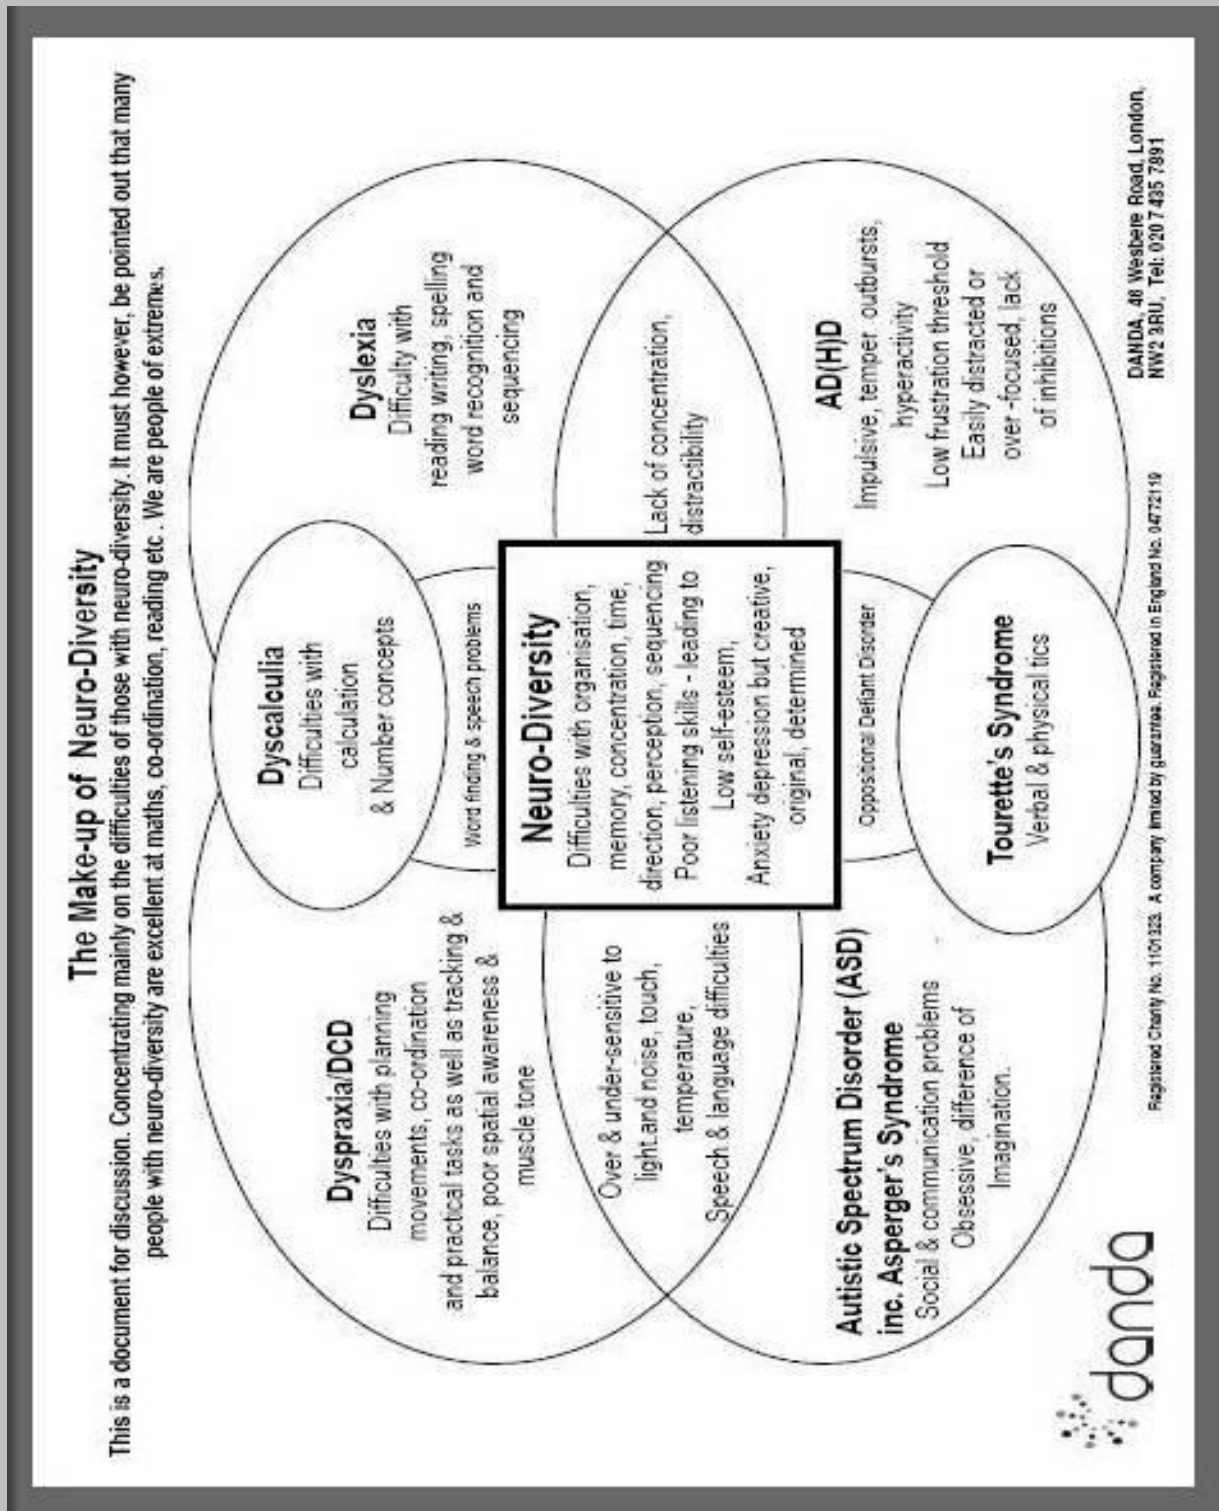 The Make-up of Neuro-Diversity
This is a document for discussion. Concentrating mainly on the difficulties of those with neuro-diversity. It must however, be pointed out that many
people with neuro-diversity are excellent at maths, co-ordination, reading etc . We are people of extremes.
Dyspraxia/DCD
Difficulties with planning
movements, co-ordination
and practical tasks as well as tracking &
balance, poor spatial awareness &
muscle tone
Dyscalculia
Difficulties with
calculation
& Number concepts
Dyslexia
Difficulty with
reading writing, spelling
word recognition and
sequencing
Word finding & speech problems
Over & under-sensitive to
light.and noise, touch,
temperature,
Speech & language difficulties
Neuro-Diversity
Difficulties with organisation,
memory, concentration, time,
direction, perception, sequencing
Poor listening skills - leading to
Low self-esteem,
Anxiety depression but creative,
original, determined
Lack of concentration,
distractibility
Oppositional Defiant Disorder
Autistic Spectrum Disorder (ASD)
inc. Asperger's Syndrome
Social & communication problems
Obsessive, difference of
Imagination.
Tourette's Syndrome
Verbal & physical tics
AD(H)D
Impulsive, temper outbursts,
hyperactivity
Low frustration threshold
Easily distracted or
over -focused, lack
of inhibitions
danda
DANDA, 46 Westbere Road, London,
NW2 3RU, Tel: 020 7 435 7891
Registered Charity No. 1101323. A company limited by guarantee. Registered in England No. 04772119